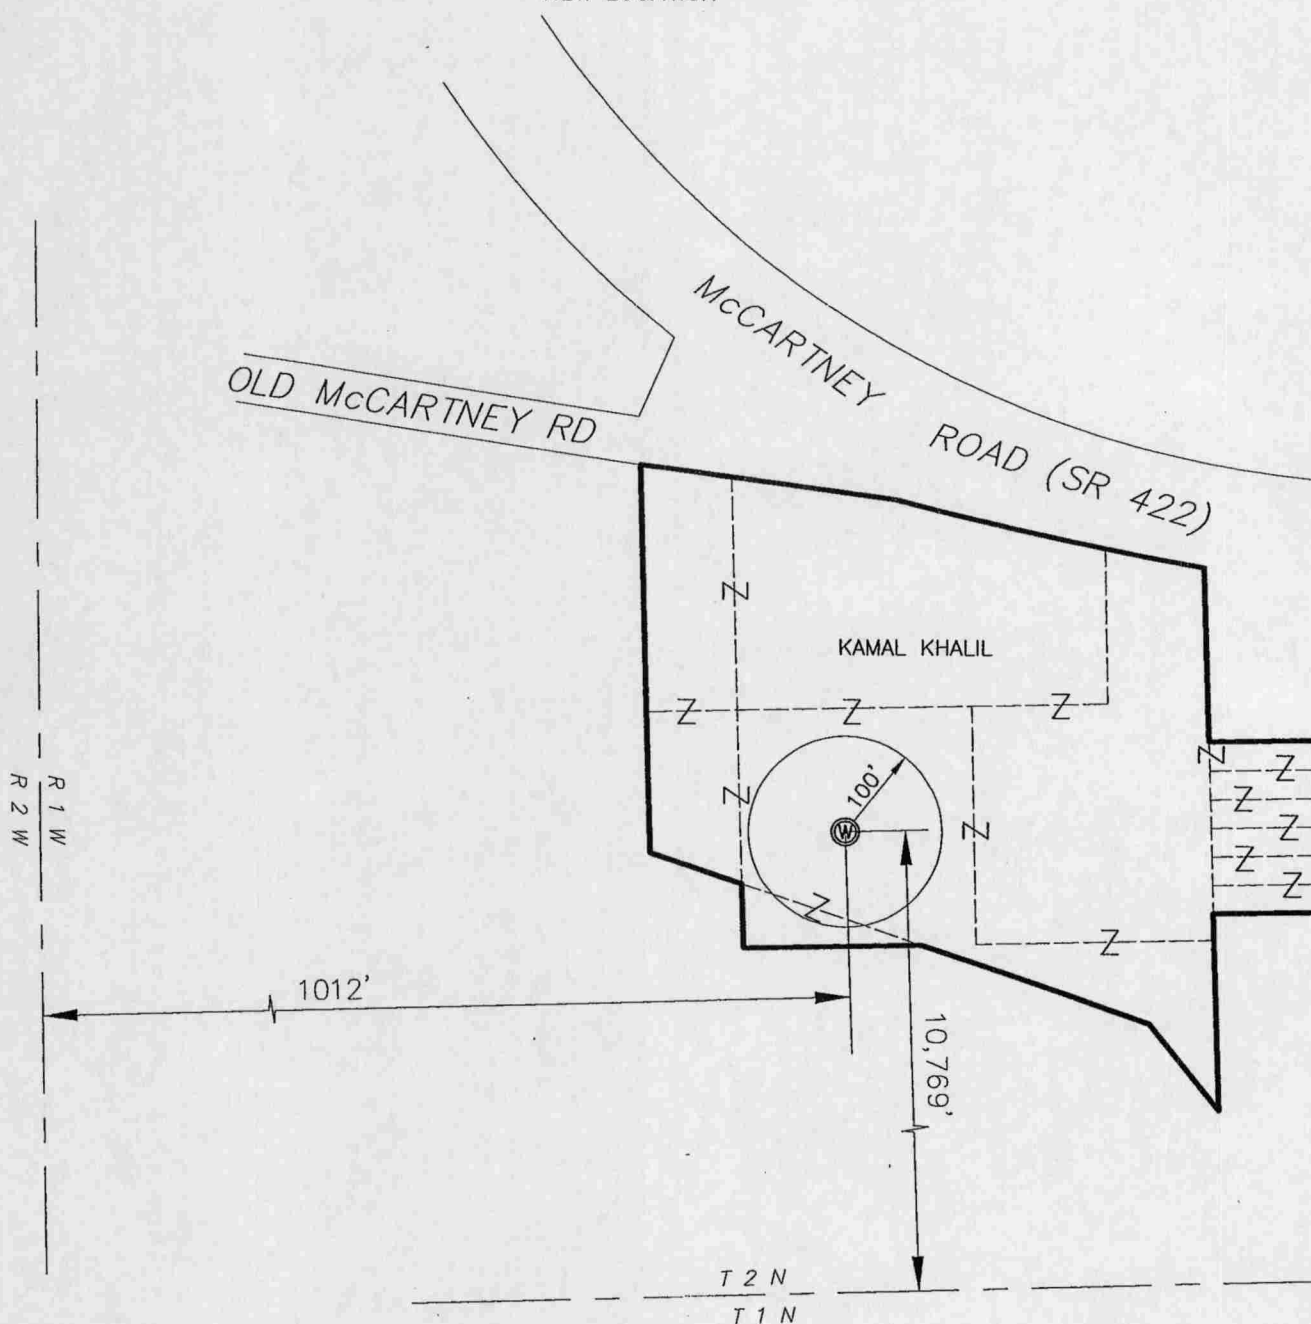 McCARTNEY ROAD (SR 422)
OLD McCARTNEY RD
Z
KAMAL KHALIL
Z Z Z
Z
Z
Z
Z
Z
Z
Z
100'
W
Z
Z
Z
Z
R 1 W
R 2 W
1012'
10,769'
T 2 N
T 1 N